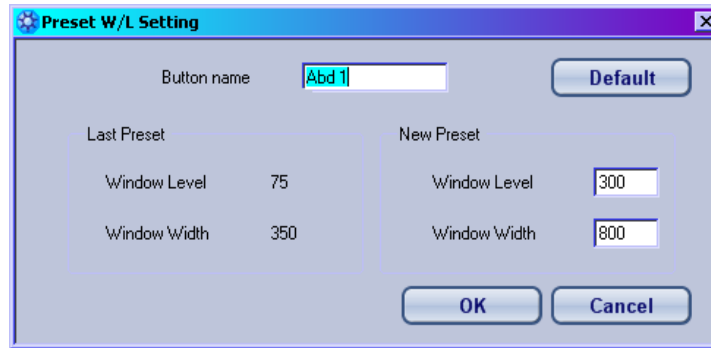 Preset W/L Setting
Button name Abd 1 Default
Last Preset New Preset
Window Level 75 Window Level 300
Window Width 350 Window Width 800
OK Cancel